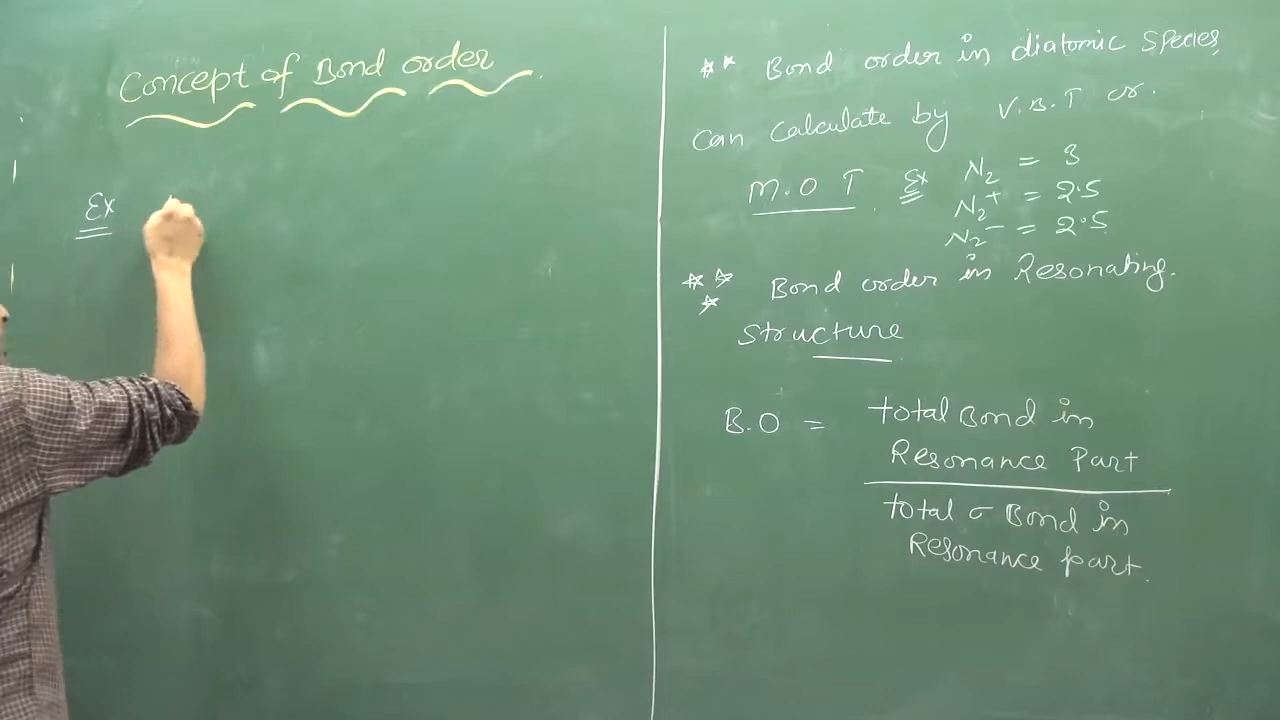 Concept of Bond order
Ex
** Bond order in diatomic species
can calculate by V.B.T or.
M.O T Ex N₂ = 3
N₂⁺ = 2.5
N₂⁻ = 2.5
*** Bond order in Resonating.
Structure
B.O = total Bond in
Resonance Part
total σ Bond in
Resonance part.